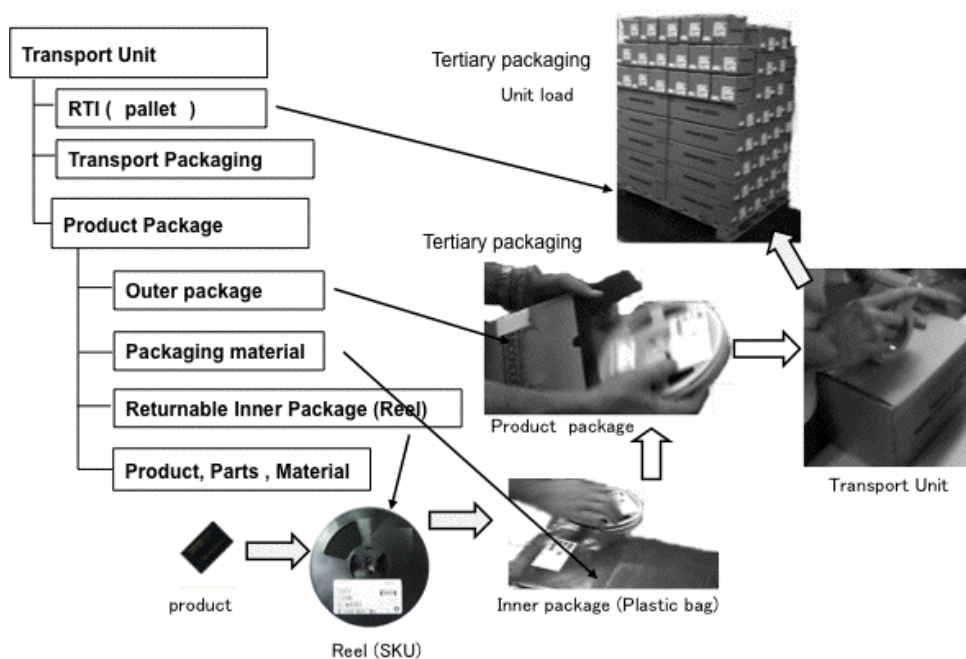 Transport Unit
RTI ( pallet )
Transport Packaging
Product Package
Outer package
Packaging material
Returnable Inner Package (Reel)
Product, Parts , Material
product
Reel (SKU)
Inner package (Plastic bag)
Tertiary packaging
Product package
Transport Unit
Tertiary packaging
Unit load